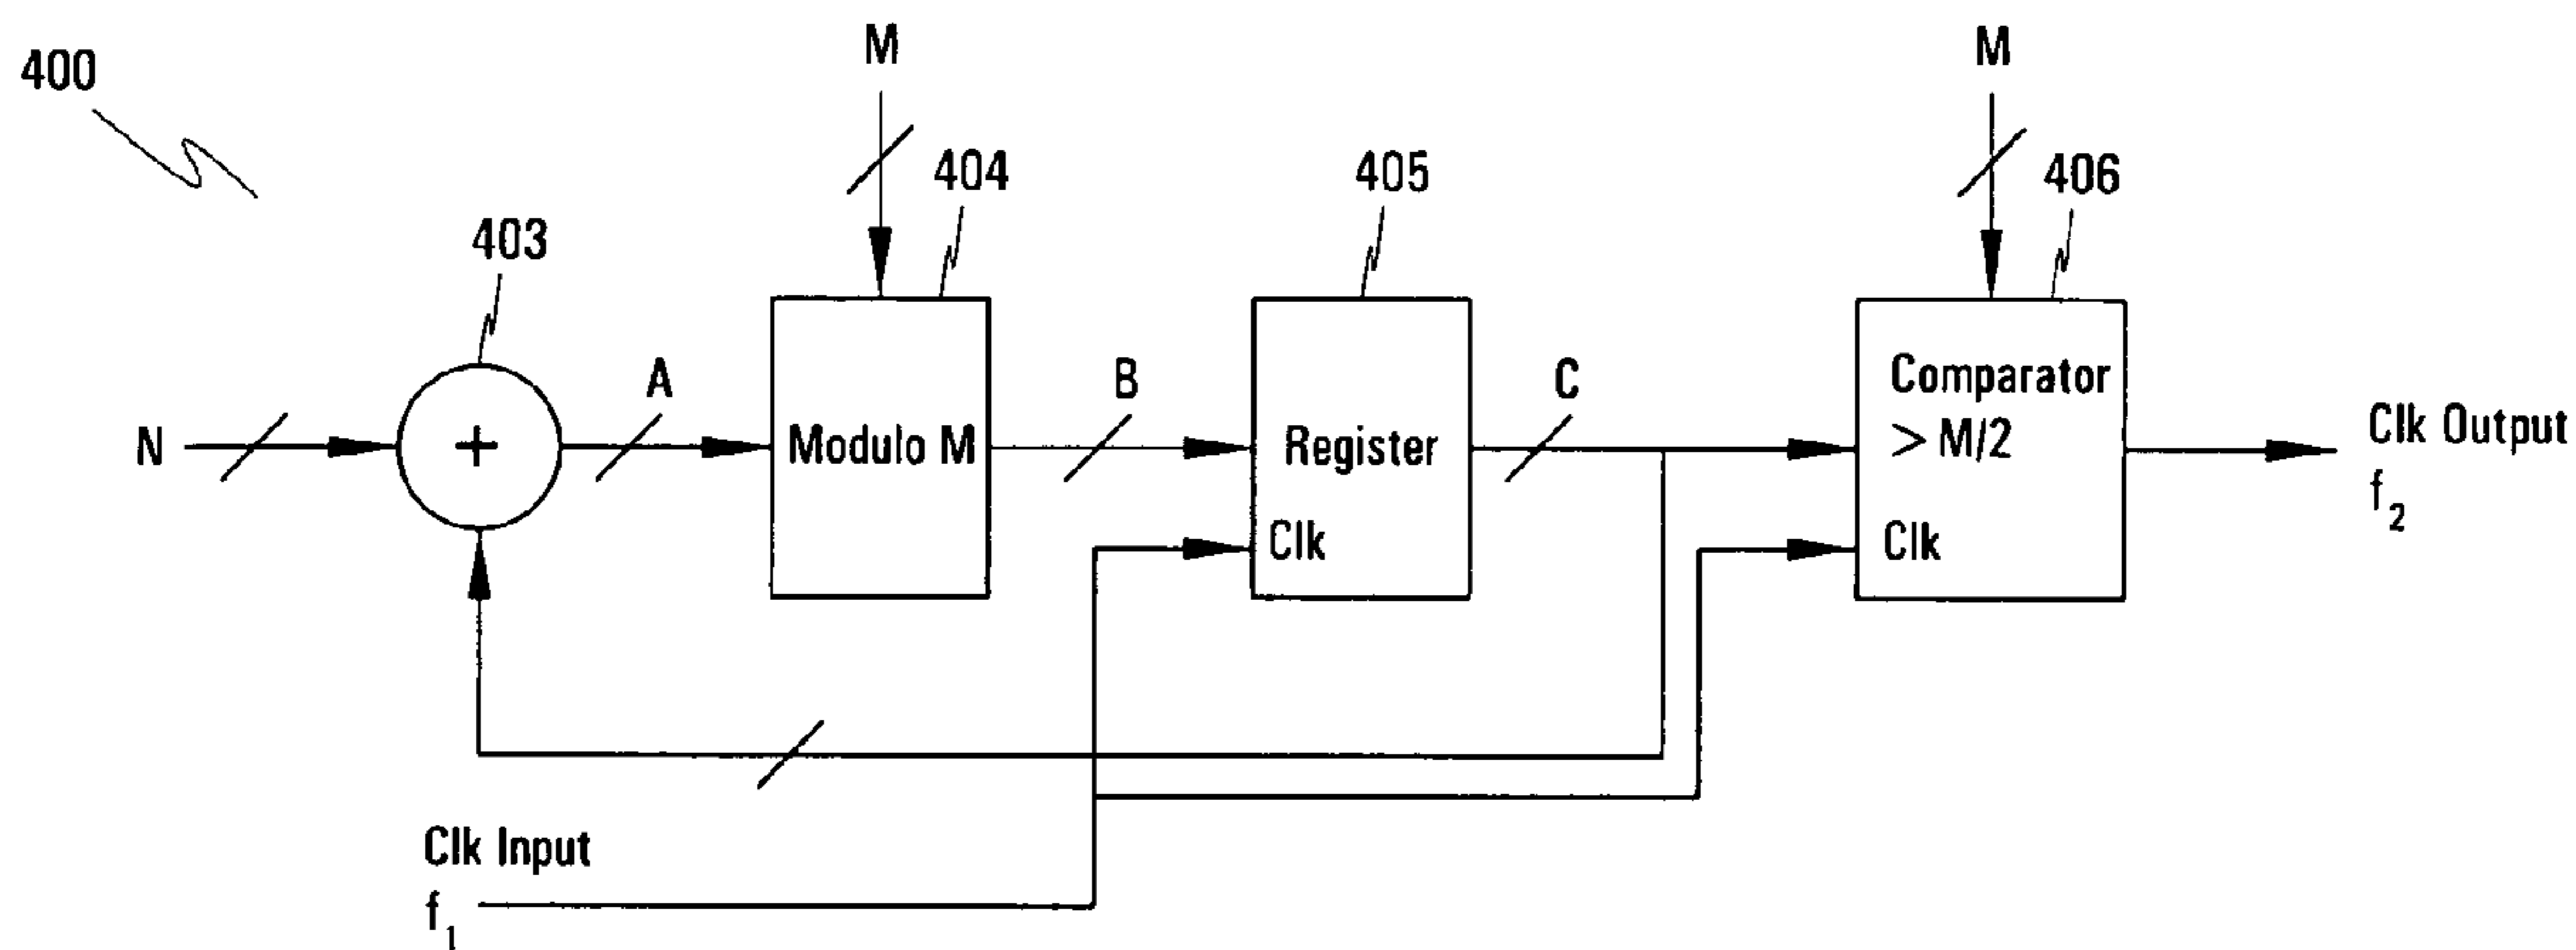 400
M
M
404
405
406
403
N
+
A
Modulo M
B
Register
Clk
C
Comparator
> M/2
Clk
Clk Output
f2
Clk Input
f1